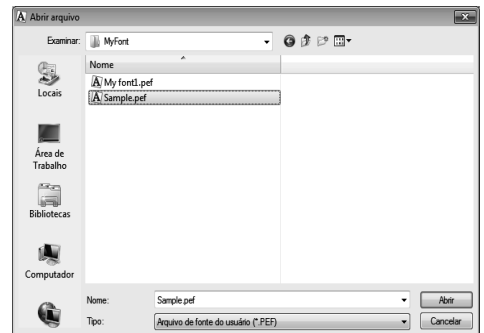 Abrir arquivo
Examinar: MyFont
Nome
My font1.pef
Sample.pef
Locais
Área de
Trabalho
Bibliotecas
Computador
Nome: Sample.pef Abrir
Tipo: Arquivo de fonte do usuário (*.PEF) Cancelar